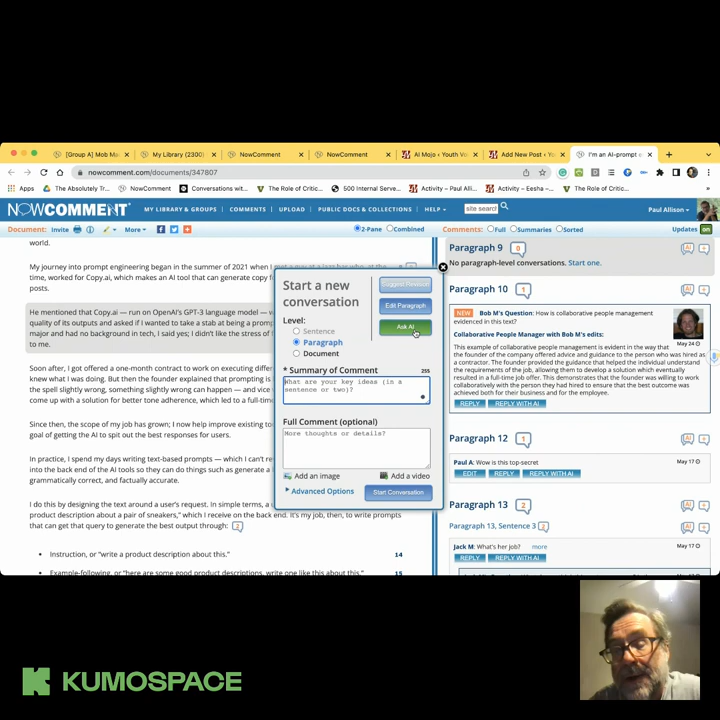 [Group A] Mob Ma
My Library (2300)
NowComment
NowComment
AI Mojo ‹ Youth Vo
Add New Post ‹ Yo
I'm an AI-prompt e
nowcomment.com/documents/347807
Apps
The Absolutely Tr...
NowComment
Conversations wit...
The Role of Critic...
500 Internal Serve...
Activity – Paul Alli...
Activity – Eesha –...
The Role of Critic...
NOWCOMMENT
MY LIBRARY & GROUPS
COMMENTS
UPLOAD
PUBLIC DOCS & COLLECTIONS
HELP
site search
Paul Allison
Document:
Invite
More
2-Pane
Combined
Comments:
Full
Summaries
Sorted
Updates
on
world.
My journey into prompt engineering began in the summer of 2021 when I
major and had no background in tech, I didn't like the stress of
posts.
He mentioned that Copy.ai — run on OpenAI's GPT-3 language model —
quality of its outputs and asked if I wanted to take a stab at being a promp
to me.
Soon after, I got offered a one-month contract to work on executing differ
knew what I was doing. But then the founder explained that prompting is
the spell slightly wrong, something slightly wrong can happen — and vice
come up with a solution for better tone adherence, which led to a full-
Since then, the scope of my job has grown; I now help improve existing to
goal of getting the AI to spit out the best responses for users.
In practice, I spend my days writing text-based prompts — which I can't re
into the back end of the AI tools so they can do things such as generate a
grammatically correct, and factually accurate.
I do this by designing the text around a user's request. In simple terms, a
product description about a pair of sneakers," which I receive on the back end. It's my job, then, to write prompts
that can get that query to generate the best output through:
2
Instruction, or "write a product description about this."
14
Example-following, or "here are some good product descriptions, write one like this about this."
15
Start a new
conversation
Suggest Revision
Edit Paragraph
Ask AI
Level:
Sentence
Paragraph
Document
* Summary of Comment
255
What are your key ideas (in a
sentence or two)?
Full Comment (optional)
More thoughts or details?
Add an image
Add a video
Advanced Options
Start Conversation
Paragraph 9
0
AI
No paragraph-level conversations. Start one.
Paragraph 10
1
AI
NEW
Bob M's Question: How is collaborative people management
evidenced in this text?
Collaborative People Manager with Bob M's edits:
This example of collaborative people management is evident in the way that
the founder of the company offered advice and guidance to the person who was hired as
a contractor. The founder provided the guidance that the individual needed to understand
the requirements of the job, allowing them to develop a solution that eventually
resulted in a full-time job offer. This demonstrates that the founder was willing to work
collaboratively with the person they had hired to ensure that the best outcome was
achieved both for their business and for the employee.
May 24
REPLY
REPLY WITH AI
Paragraph 12
1
AI
Paul A: Wow is this top-secret
May 17
EDIT
REPLY
REPLY WITH AI
Paragraph 13
2
AI
Paragraph 13, Sentence 3
2
AI
Jack M: What's her job?
more
May 17
REPLY
REPLY WITH AI
KUMOSPACE